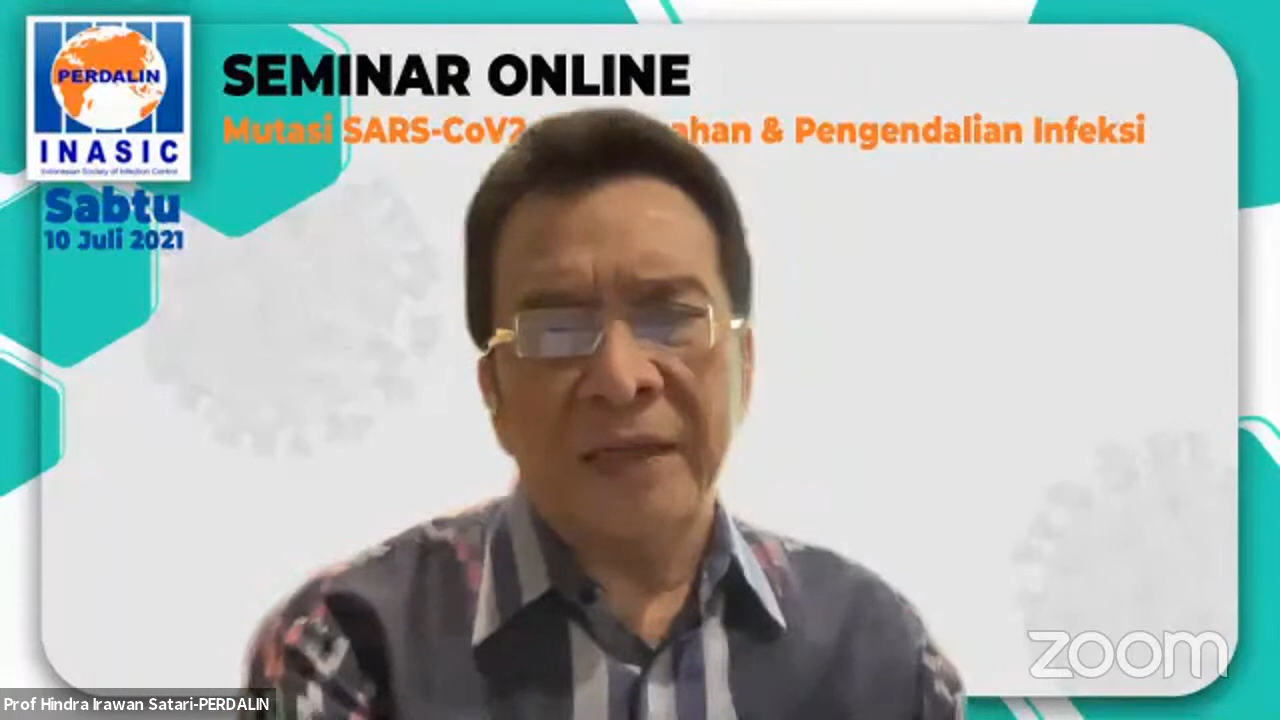 PERDALIN
INASIC
Indonesian Society of Infection Control
Sabtu
10 Juli 2021
SEMINAR ONLINE
Mutasi SARS-CoV2 ahan & Pengendalian Infeksi
zoom
Prof Hindra Irawan Satari-PERDALIN